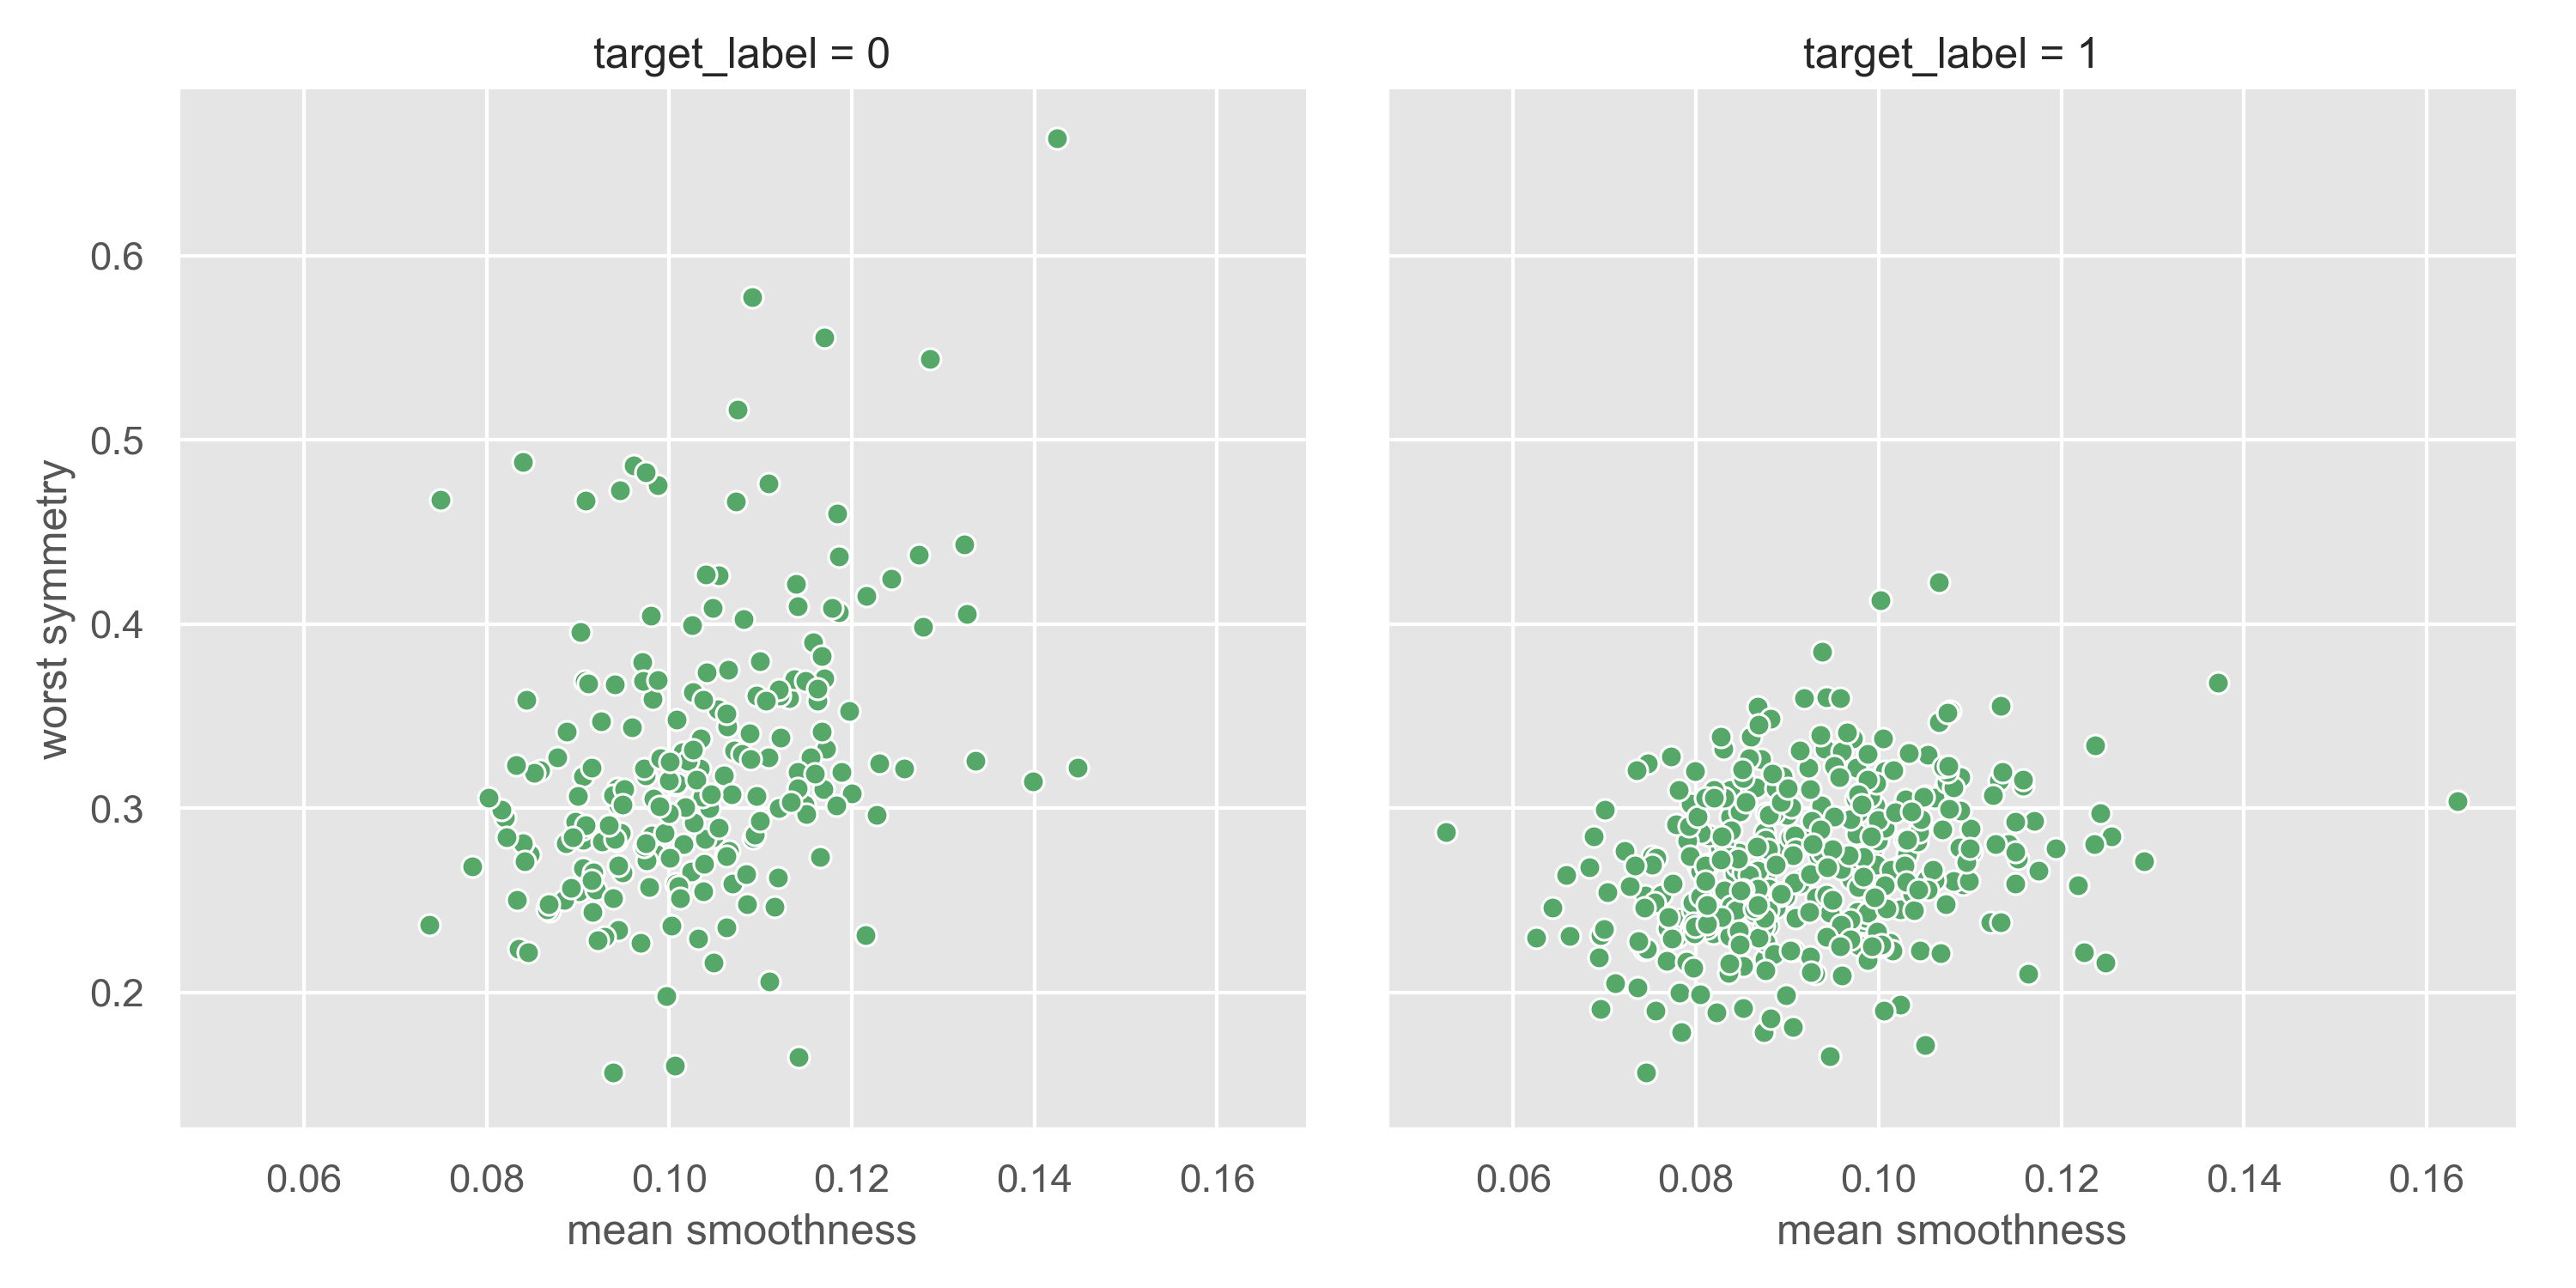 target_label = 0
target_label = 1
worst symmetry
0.6
0.5
0.4
0.3
0.2
0.06 0.08 0.10 0.12 0.14 0.16
0.06 0.08 0.10 0.12 0.14 0.16
mean smoothness
mean smoothness